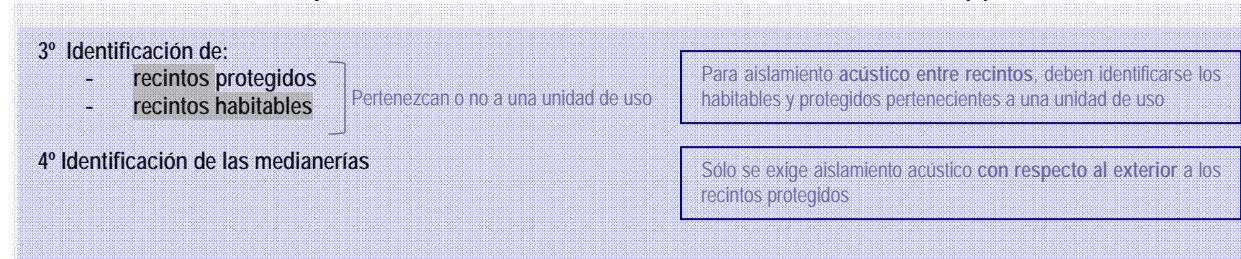 3º Identificación de:
- recintos protegidos
- recintos habitables
Pertenezcan o no a una unidad de uso
Para aislamiento acústico entre recintos, deben identificarse los
habitables y protegidos pertenecientes a una unidad de uso
4º Identificación de las medianerías
Sólo se exige aislamiento acústico con respecto al exterior a los
recintos protegidos